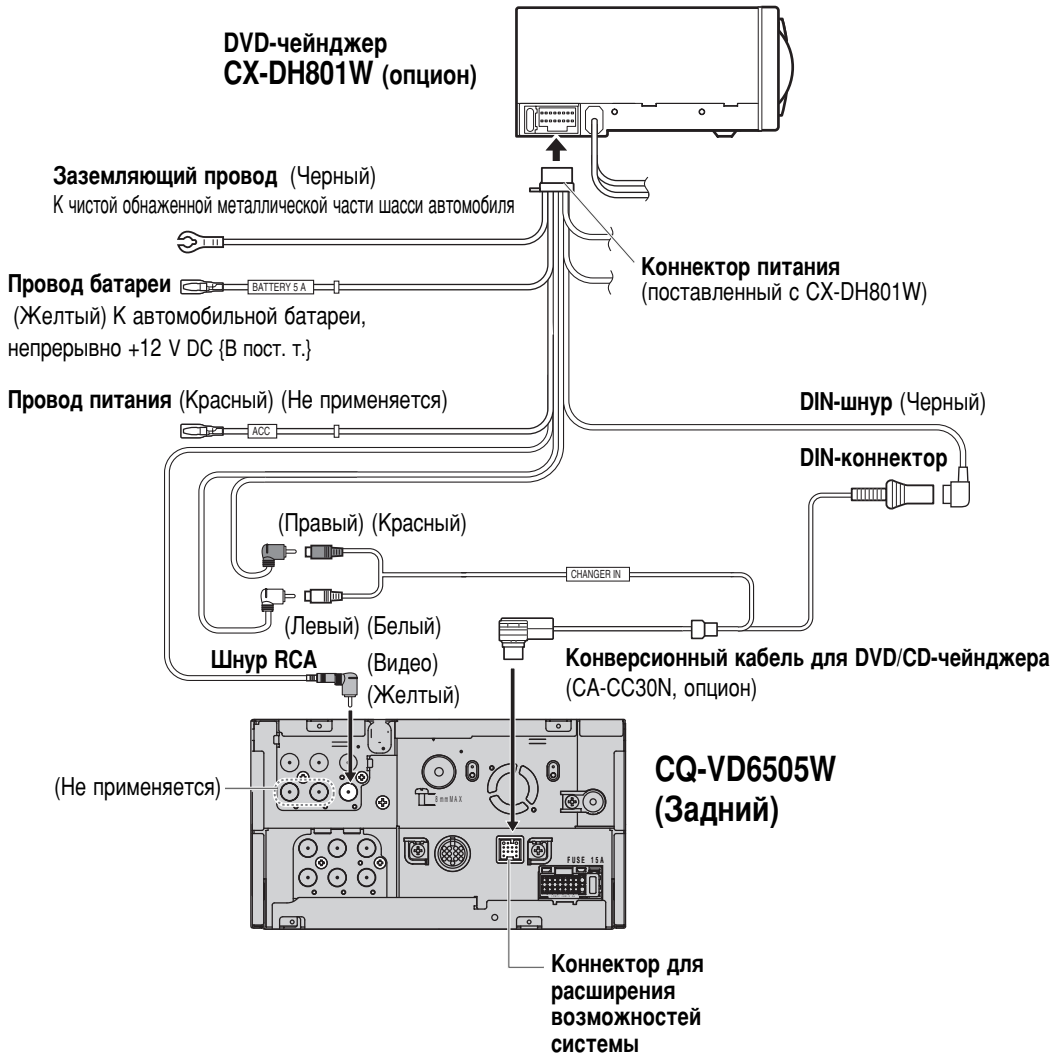 DVD-чейнджер
CX-DH801W (опцион)
Заземляющий провод (Черный)
К чистой обнаженной металлической части шасси автомобиля
Коннектор питания
(поставленный с CX-DH801W)
Провод батареи
BATTERY 5 A
(Желтый) К автомобильной батареи,
непрерывно +12 V DC {В пост. т.}
Провод питания (Красный) (Не применяется)
ACC
DIN-шнур (Черный)
DIN-коннектор
(Правый) (Красный)
CHANGER IN
(Левый) (Белый)
Шнур RCA
(Видео)
(Желтый)
Конверсионный кабель для DVD/CD-чейнджера
(CA-CC30N, опцион)
(Не применяется)
8mmMAX
CQ-VD6505W
(Задний)
FUSE 15A
Коннектор для
расширения
возможностей
системы